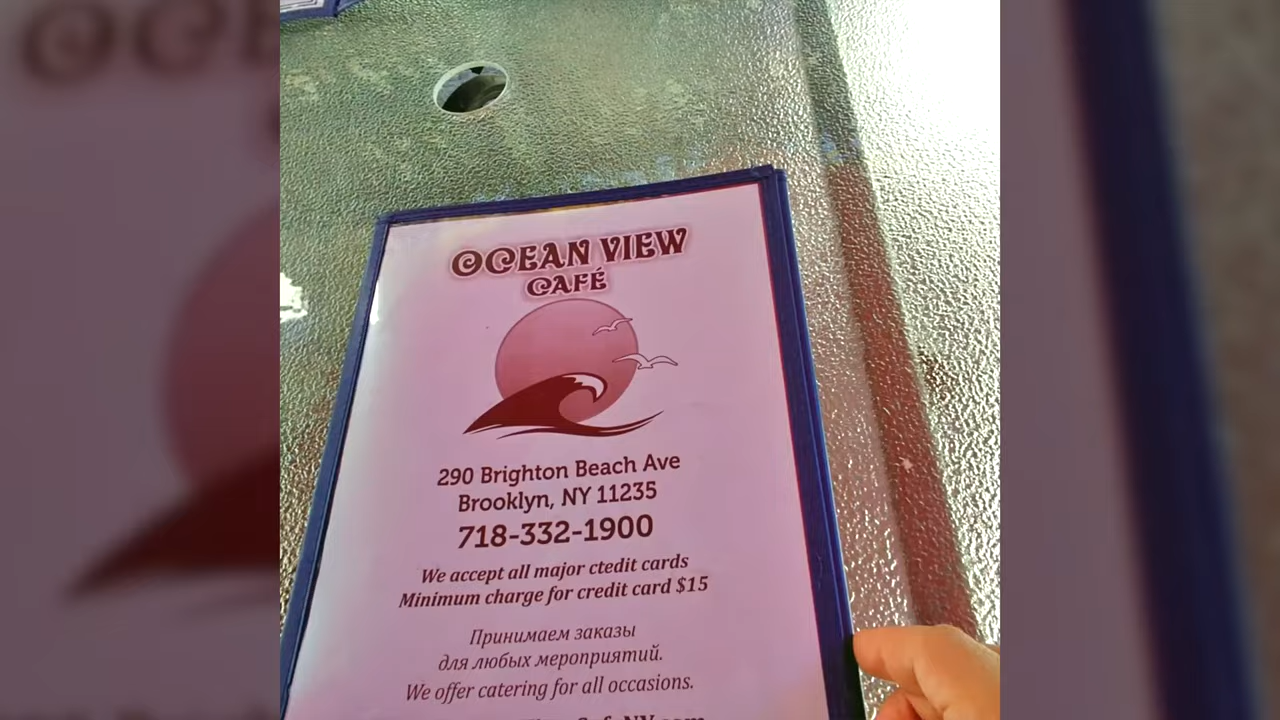 OCEAN VIEW
CAFÉ
290 Brighton Beach Ave
Brooklyn, NY 11235
718-332-1900
We accept all major ctedit cards
Minimum charge for credit card $15
Принимаем заказы
для любых мероприятий.
We offer catering for all occasions.